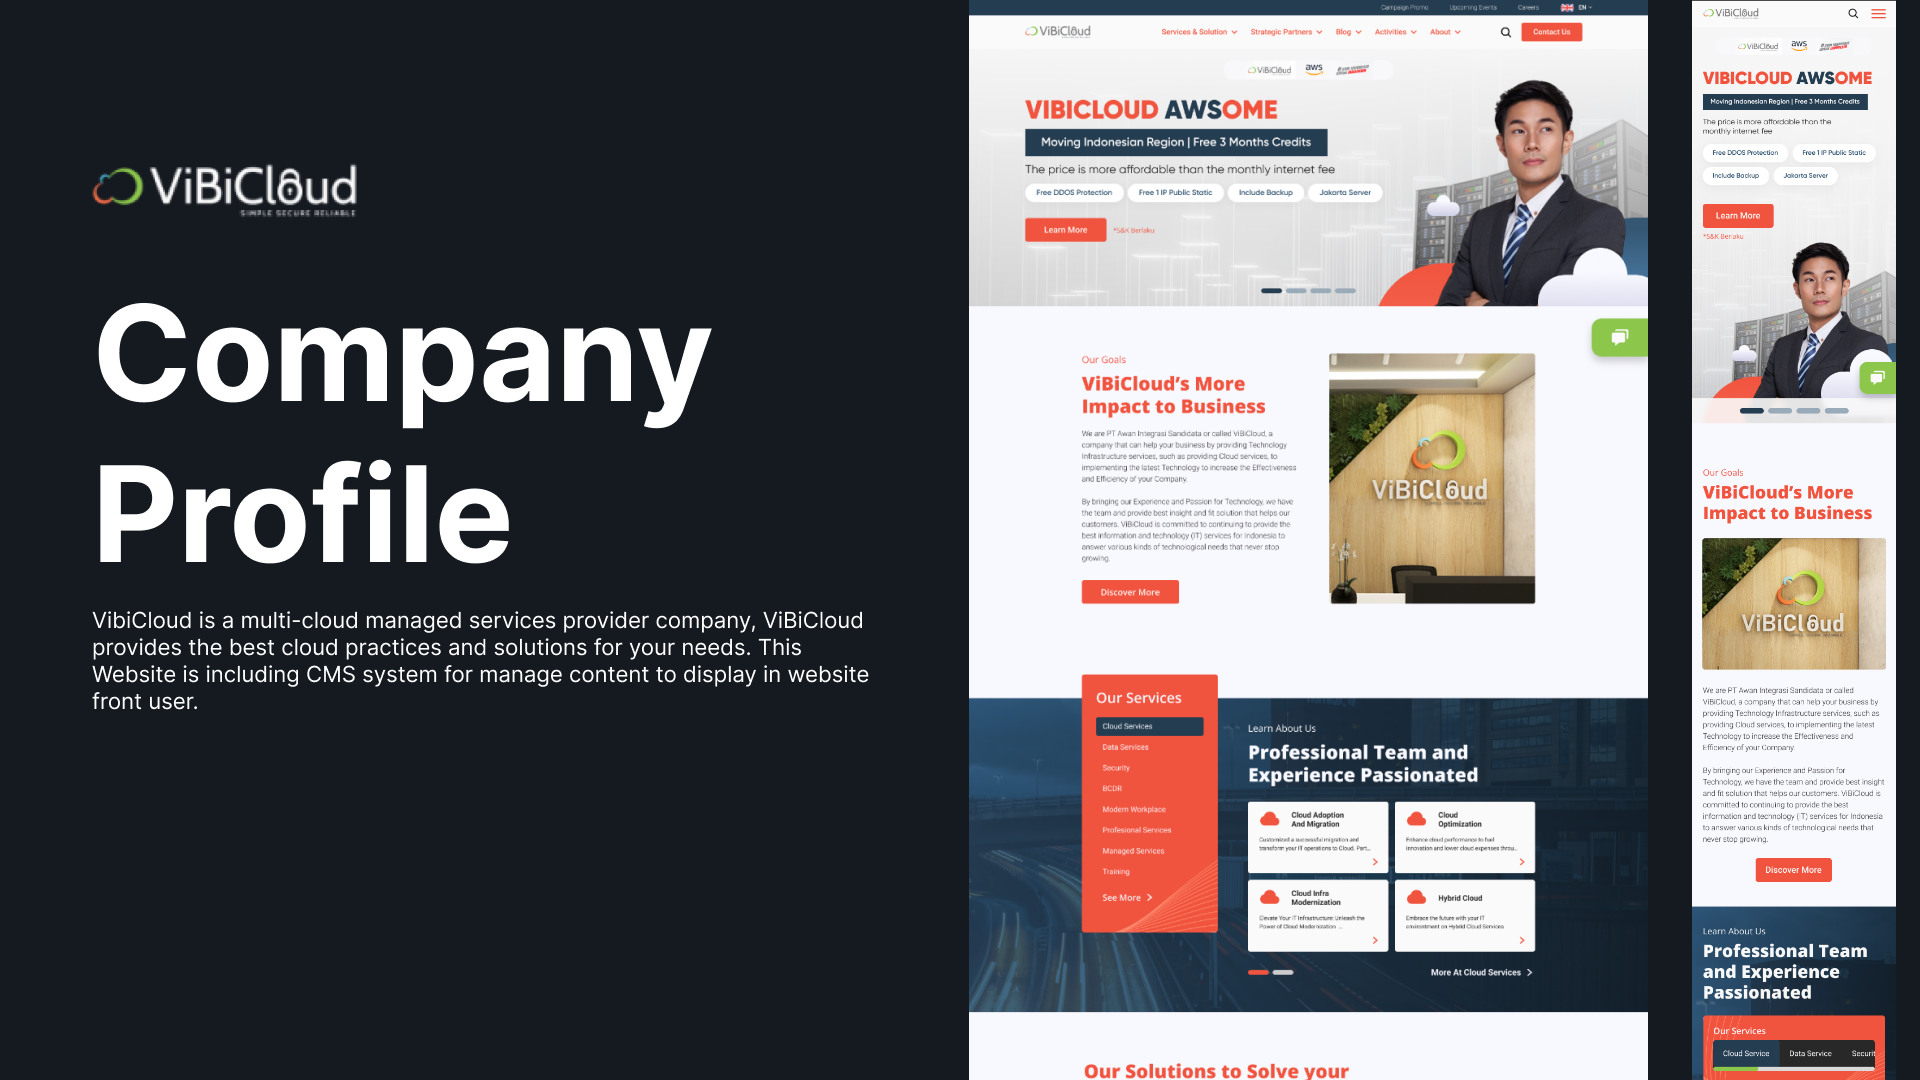 ViBiCloud
SIMPLE SECURE RELIABLE
Company
Profile
VibiCloud is a multi-cloud managed services provider company, ViBiCloud
provides the best cloud practices and solutions for your needs. This
Website is including CMS system for manage content to display in website
front user.
Campaign Promo
Upcoming Events
Careers
EN
ViBiCloud
Services & Solution
Strategic Partners
Blog
Activities
About
Contact Us
ViBiCloud
aws
VIBICLOUD AWSOME
Moving Indonesian Region | Free 3 Months Credits
The price is more affordable than the monthly internet fee
Free DDOS Protection
Free 1 IP Public Static
Include Backup
Jakarta Server
Learn More
*S&K Berlaku
Our Goals
ViBiCloud's More
Impact to Business
We are PT Awan Integrasi Sandidata or called ViBiCloud, a
company that can help your business by providing Technology
Infrastructure services, such as providing Cloud services, to
implementing the latest Technology to increase the Effectiveness
and Efficiency of your Company.
By bringing our Experience and Passion for Technology, we have
the team and provide best insight and fit solution that helps our
customers. ViBiCloud is committed to continuing to provide the
best information and technology (IT) services for Indonesia to
answer various kinds of technological needs that never stop
growing.
Discover More
ViBiCloud
Our Services
Cloud Services
Data Services
Security
BCDR
Modern Workplace
Profesional Services
Managed Services
Training
See More
Learn About Us
Professional Team and
Experience Passionated
Cloud Adoption
And Migration
Customized a successful migration and
transform your IT operations to Cloud. Part...
Cloud
Optimization
Enhance cloud performance to fuel
innovation and lower cloud expenses throu..
Cloud Infra
Modernization
Elevate Your IT Infrastructure: Unleash the
Power of Cloud Modernization ...
Hybrid Cloud
Embrace the future with your IT
environment on Hybrid Cloud Services
More At Cloud Services
Our Solutions to Solve your
ViBiCloud
ViBiCloud
aws
VIBICLOUD AWSOME
Moving Indonesian Region | Free 3 Months Credits
The price is more affordable than the
monthly internet fee
Free DDOS Protection
Free 1 IP Public Static
Include Backup
Jakarta Server
Learn More
*S&K Berlaku
Our Goals
ViBiCloud's More
Impact to Business
ViBiCloud
We are PT Awan Integrasi Sandidata or called
ViBiCloud, a company that can help your business by
providing Technology Infrastructure services, such as
providing Cloud services, to implementing the latest
Technology to increase the Effectiveness and
Efficiency of your Company.
By bringing our Experience and Passion for
Technology, we have the team and provide best insight
and fit solution that helps our customers. ViBiCloud is
committed to continuing to provide the best
information and technology (IT) services for Indonesia
to answer various kinds of technological needs that
never stop growing.
Discover More
Learn About Us
Professional Team
and Experience
Passionated
Our Services
Cloud Service
Data Service
Securit